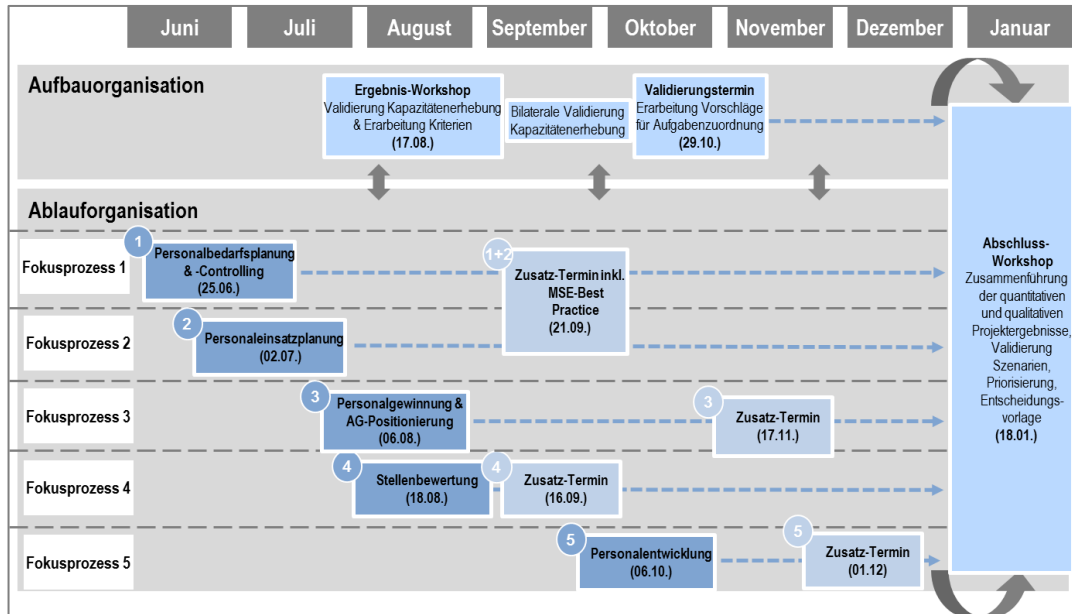 Juni
Juli
August
September
Oktober
November
Dezember
Januar
Aufbauorganisation
Ergebnis-Workshop
Validierung Kapazitätenerhebung
& Erarbeitung Kriterien
(17.08.)
Bilaterale Validierung
Kapazitätenerhebung
Validierungstermin
Erarbeitung Vorschläge
für Aufgabenzuordnung
(29.10.)
Ablauforganisation
Fokusprozess 1
1
Personalbedarfsplanung
& -Controlling
(25.06.)
1+2
Zusatz-Termin inkl.
MSE-Best
Practice
(21.09.)
Fokusprozess 2
2
Personaleinsatzplanung
(02.07.)
Fokusprozess 3
3
Personalgewinnung &
AG-Positionierung
(06.08.)
3
Zusatz-Termin
(17.11.)
Fokusprozess 4
4
Stellenbewertung
(18.08.)
4
Zusatz-Termin
(16.09.)
Fokusprozess 5
5
Personalentwicklung
(06.10.)
5
Zusatz-Termin
(01.12)
Abschluss-
Workshop
Zusammenführung
der quantitativen
und qualitativen
Projektergebnisse,
Validierung
Szenarien,
Priorisierung,
Entscheidungs-
vorlage
(18.01.)